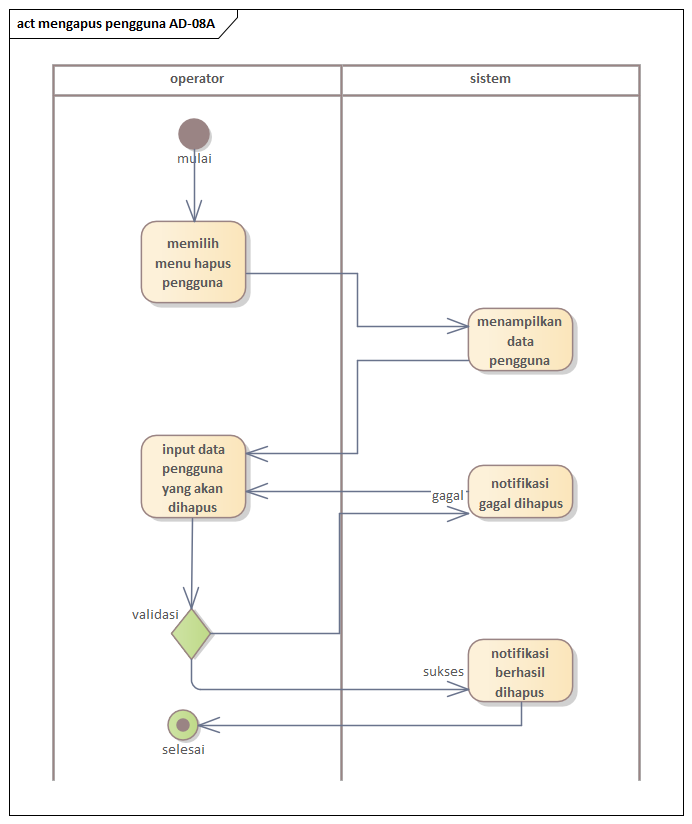 act mengapus pengguna AD-08A
operator
sistem
mulai
memilih
menu hapus
pengguna
menampilkan
data
pengguna
input data
pengguna
yang akan
dihapus
gagal
notifikasi
gagal dihapus
validasi
sukses
notifikasi
berhasil
dihapus
selesai